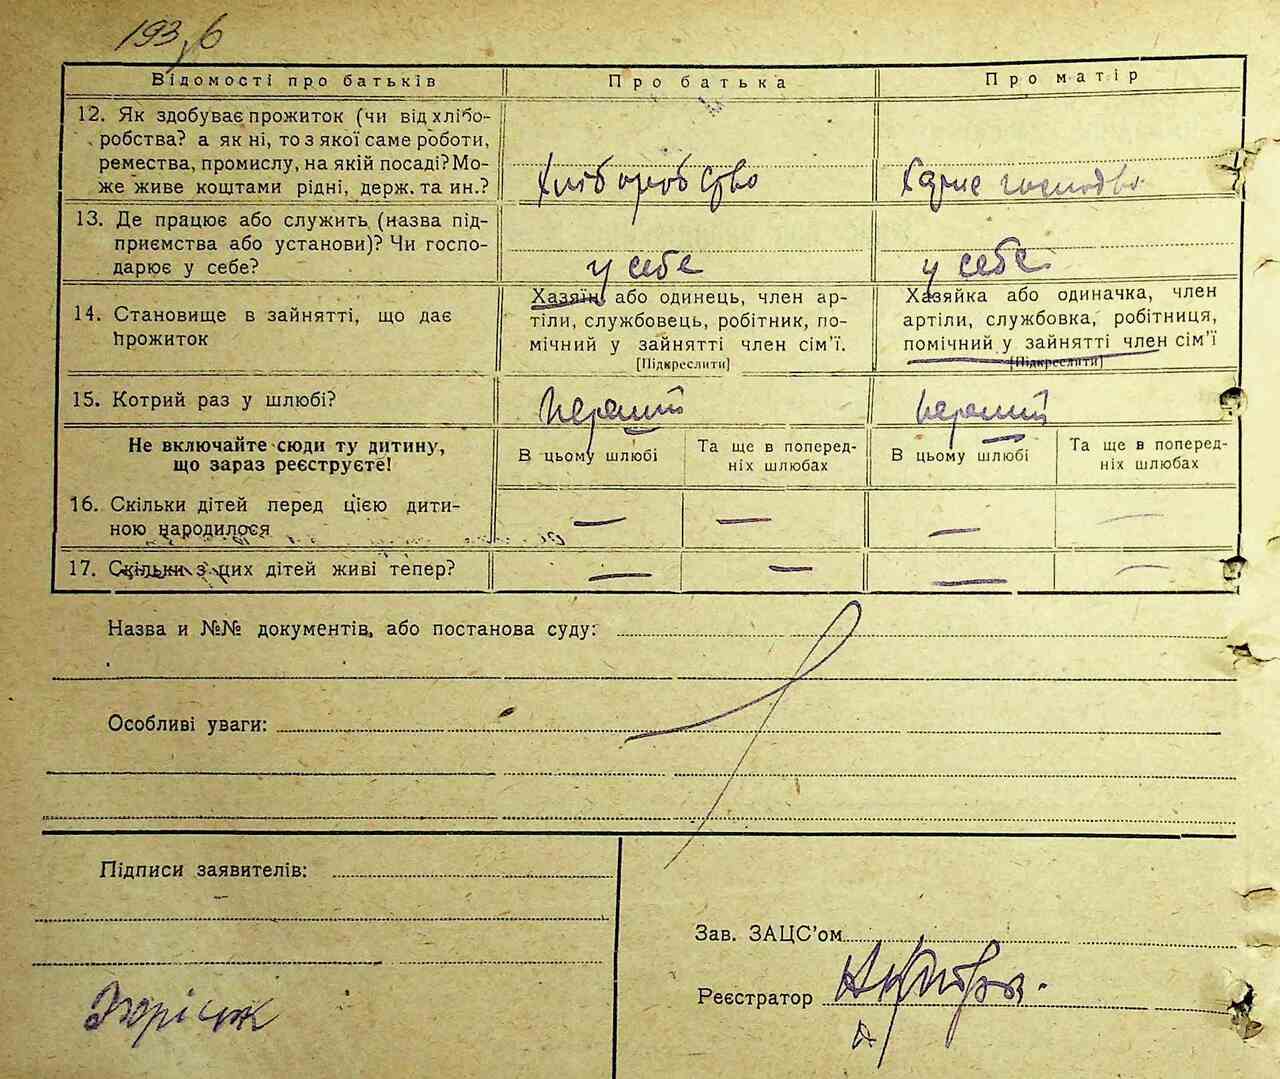 193 6
Відомості про батьків Про батька Про матір
12. Як здобуває прожиток (чи від хлібо-
робства? а як ні, то з якої саме роботи,
ремества, промислу, на якій посаді? Мо-
же живе коштами рідні, держ. та ин.?
Хліборобство
13. Де працює або служить (назва під-
приємства або установи)? Чи госпо-
дарює у себе?
у себе у себе
14. Становище в зайнятті, що дає
прожиток
Хазяїн або одинець, член ар-
тіли, службовець, робітник, по-
мічний у зайнятті член сім'ї.
[Підкреслити]
Хазяйка або одиначка, член
артіли, службовка, робітниця,
помічний у зайнятті член сім'ї
[Підкреслити]
15. Котрий раз у шлюбі? перший перший
Не включайте сюди ту дитину,
що зараз реєструєте!
В цьому шлюбі
Та ще в поперед-
ніх шлюбах
В цьому шлюбі
Та ще в поперед-
ніх шлюбах
16. Скільки дітей перед цією дити-
ною народилося — — — —
17. Скільки з цих дітей живі тепер? — — — —
Назва и №№ документів, або постанова суду:
Особливі уваги:
Підписи заявителів:
Зав. ЗАЦС'ом
Реєстратор